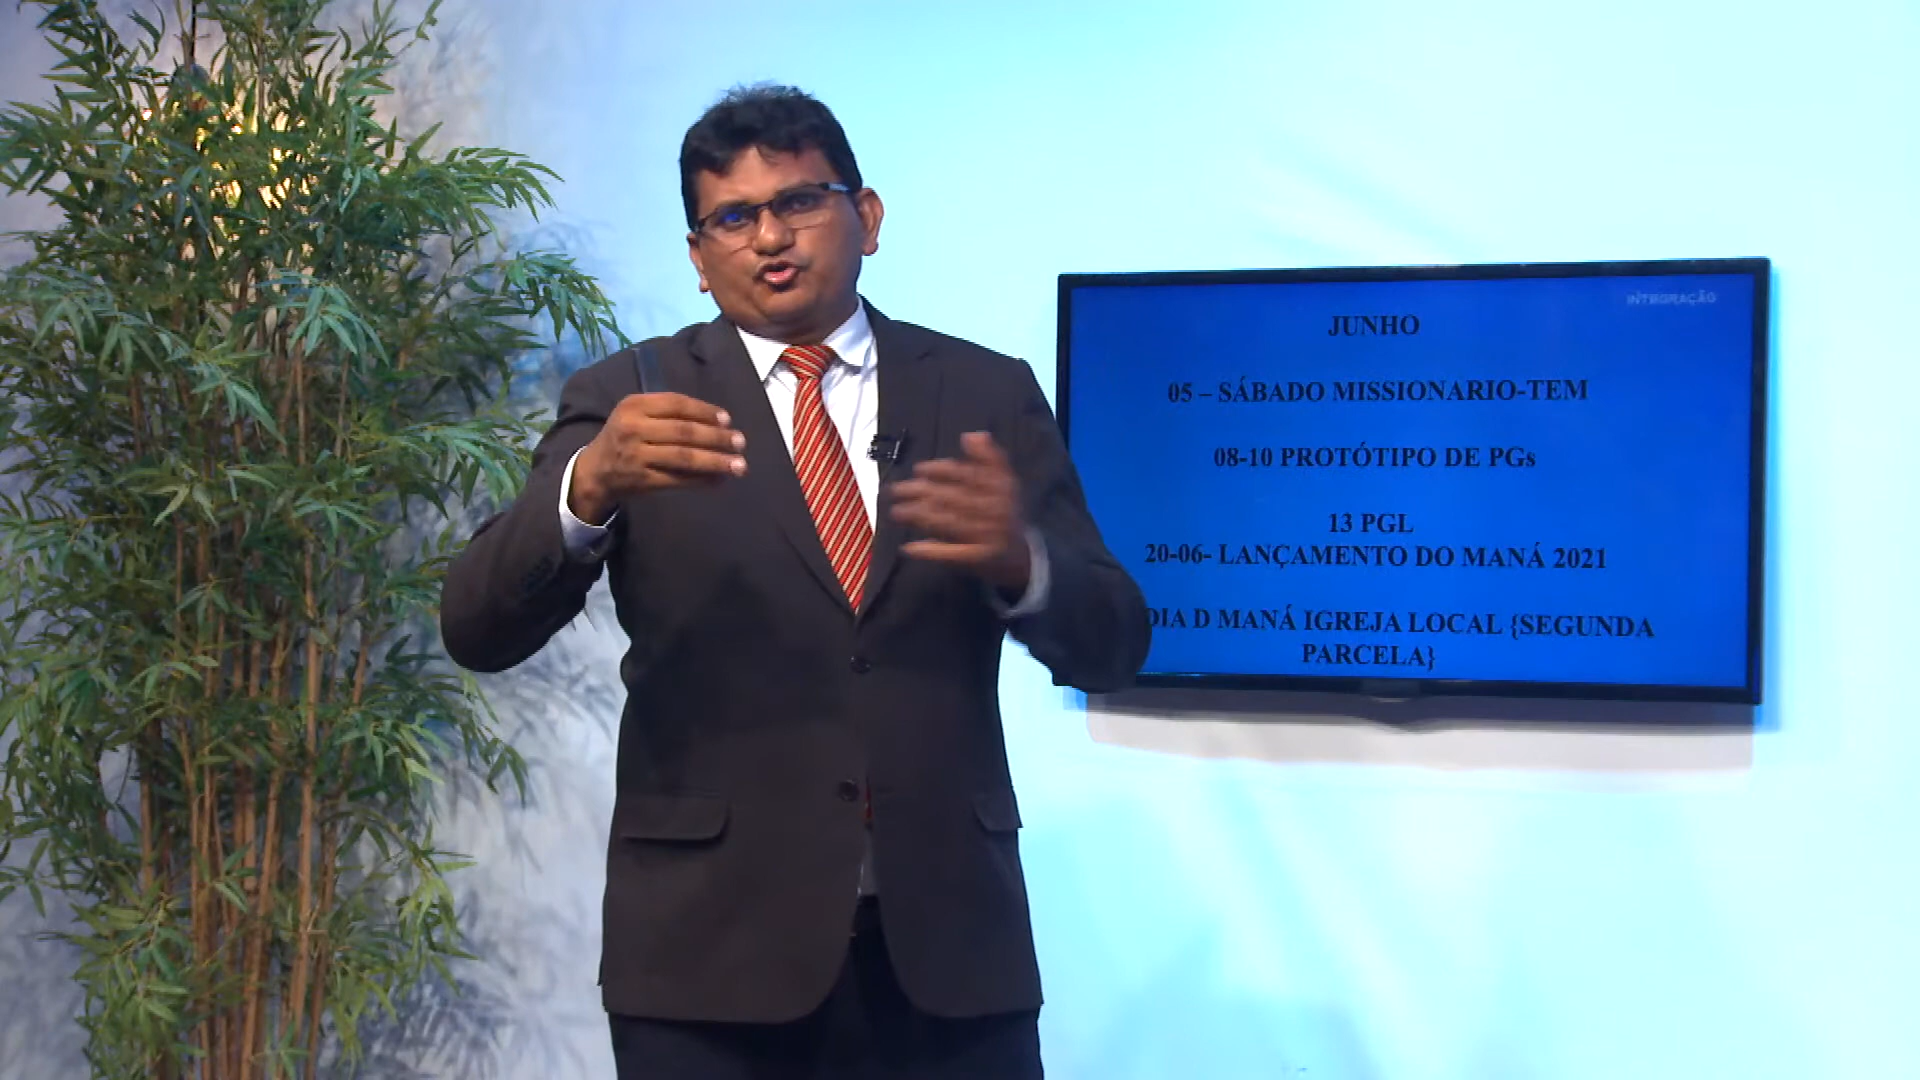 INTEGRAÇÃO
JUNHO
05 – SÁBADO MISSIONARIO-TEM
08-10 PROTÓTIPO DE PGs
13 PGL
20-06- LANÇAMENTO DO MANÁ 2021
DIA D MANÁ IGREJA LOCAL {SEGUNDA
PARCELA}